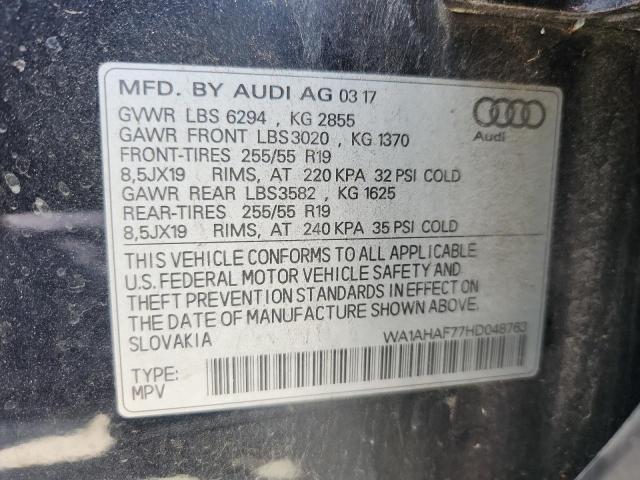 MFD. BY AUDI AG 03 17
GVWR LBS 6294 , KG 2855
GAWR FRONT LBS3020 , KG 1370
FRONT-TIRES 255/55 R19
8,5JX19 RIMS, AT 220 KPA 32 PSI COLD
GAWR REAR LBS3582 , KG 1625
REAR-TIRES 255/55 R19
8,5JX19 RIMS, AT 240 KPA 35 PSI COLD
Audi
THIS VEHICLE CONFORMS TO ALL APPLICABLE
U.S. FEDERAL MOTOR VEHICLE SAFETY AND
THEFT PREVENTION STANDARDS IN EFFECT ON
THE DATE OF MANUFACTURE SHOWN ABOVE.
SLOVAKIA WA1AHAF77HD048763
TYPE:
MPV